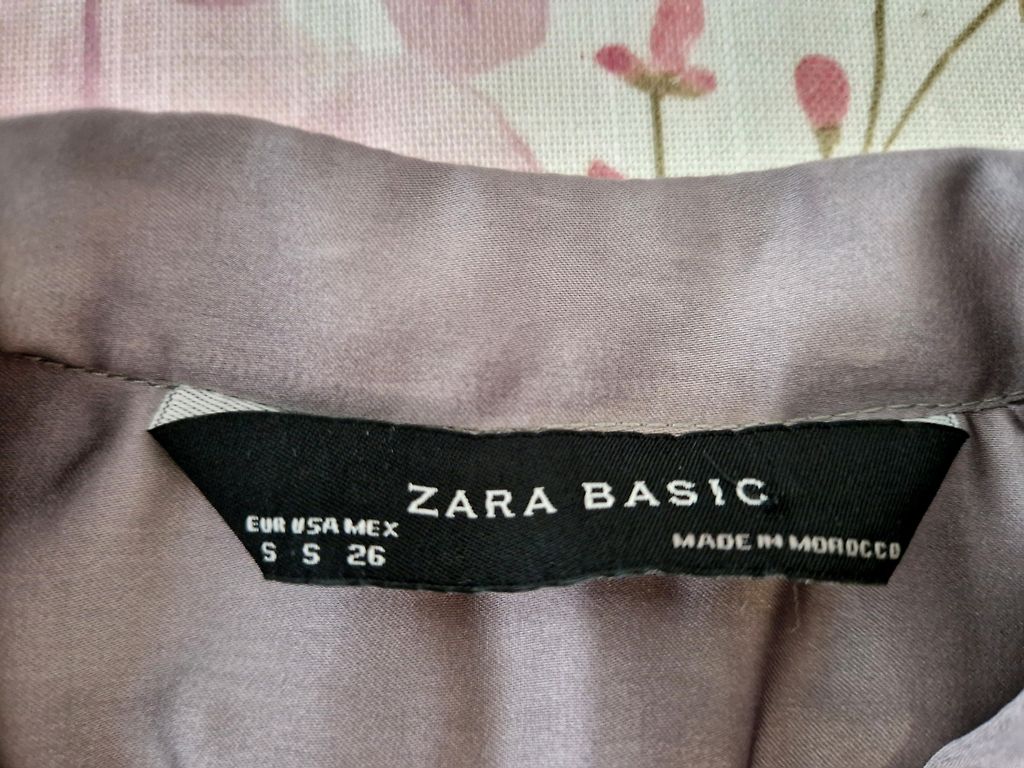 ZARA BASIC
EUR USA MEX
S S 26
MADE IN MOROCCO